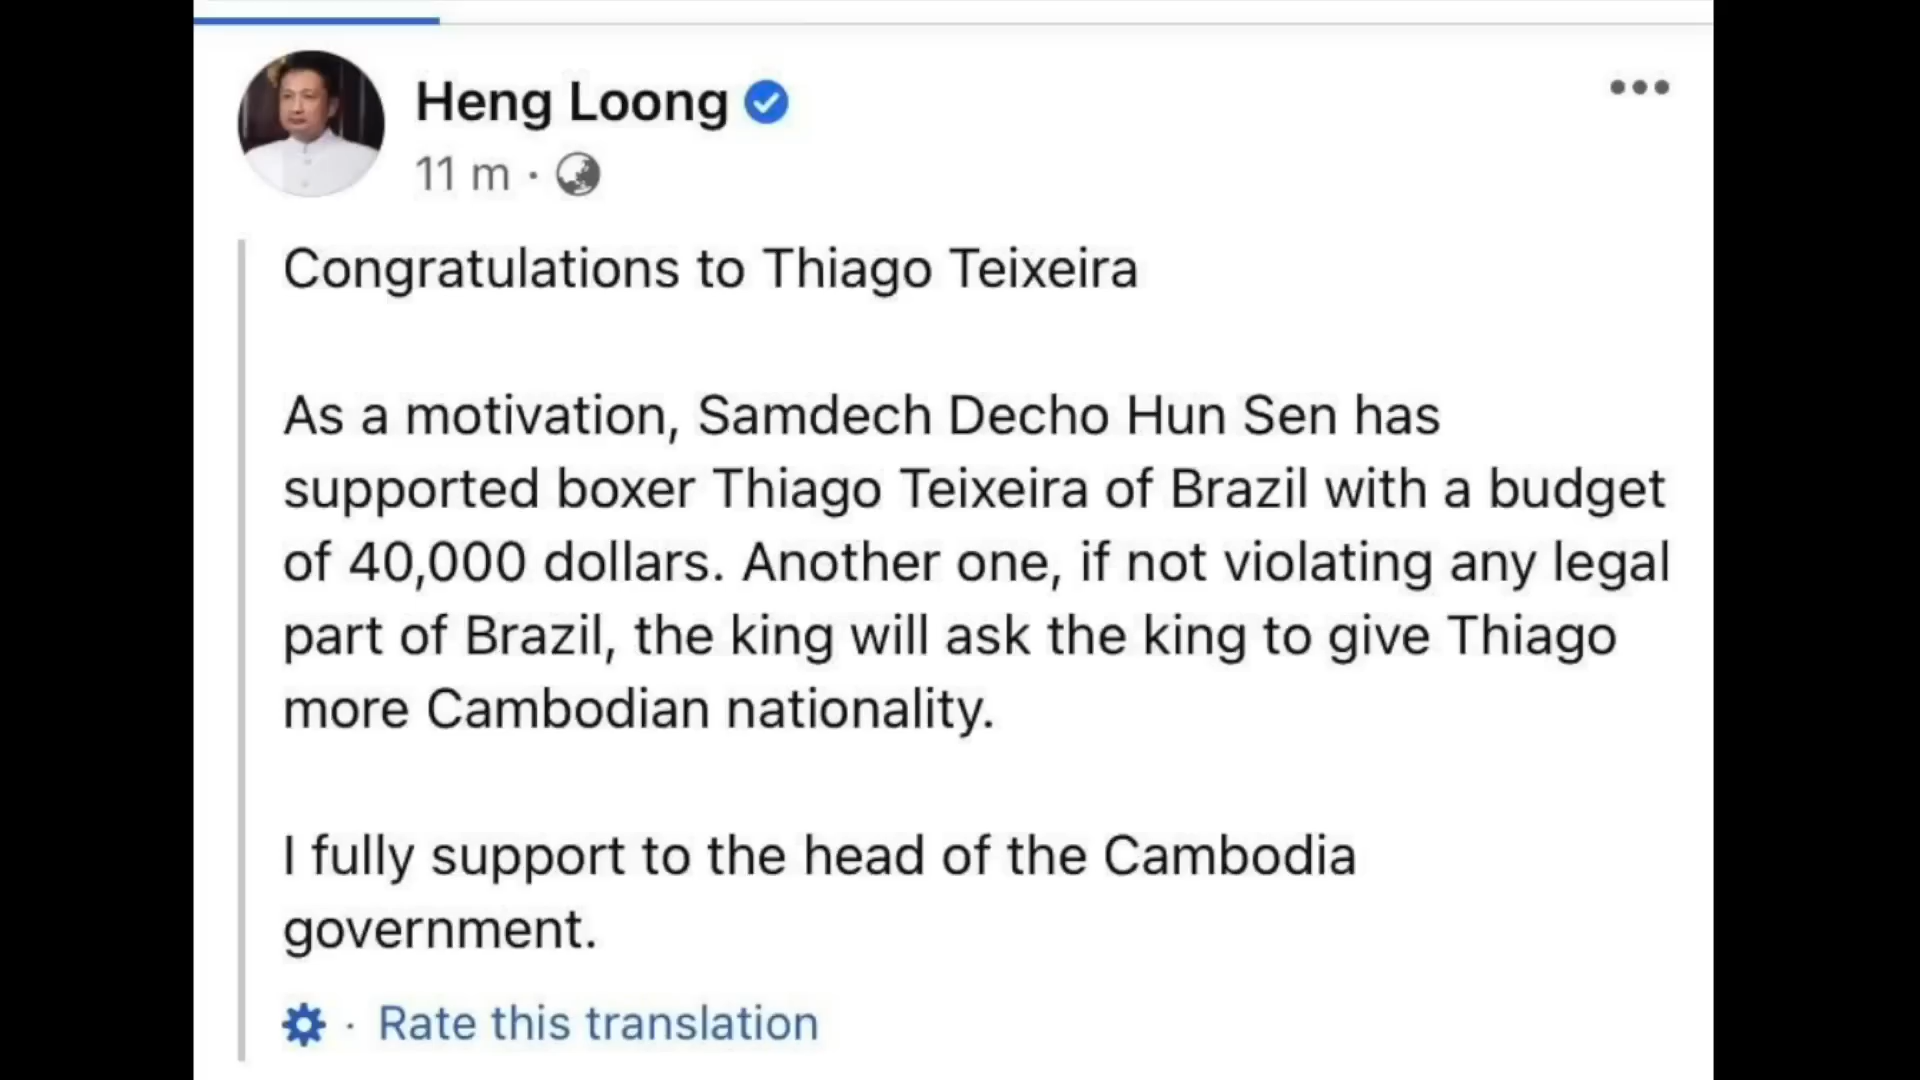 Heng Loong
11 m ·
Congratulations to Thiago Teixeira
As a motivation, Samdech Decho Hun Sen has
supported boxer Thiago Teixeira of Brazil with a budget
of 40,000 dollars. Another one, if not violating any legal
part of Brazil, the king will ask the king to give Thiago
more Cambodian nationality.
I fully support to the head of the Cambodia
government.
· Rate this translation